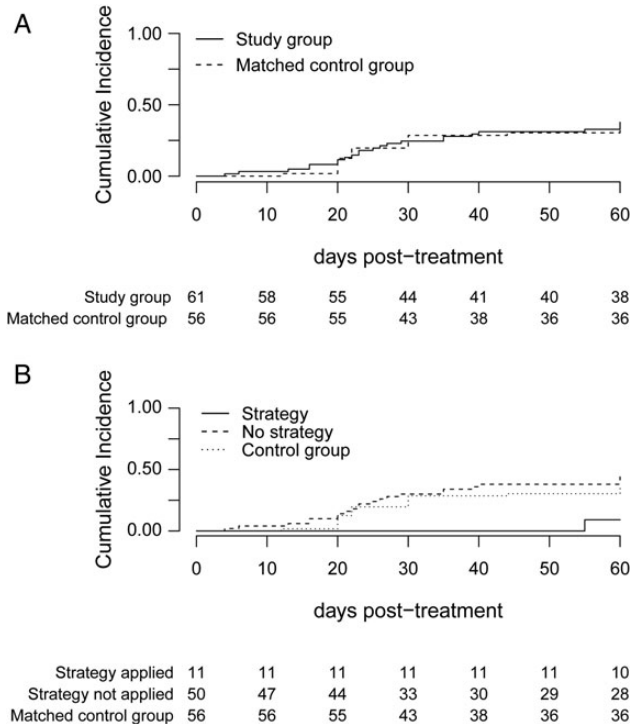 A
1.00
0.50
0.00
Cumulative Incidence
Study group
Matched control group
0 10 20 30 40 50 60
days post-treatment
Study group 61 58 55 44 41 40 38
Matched control group 56 56 55 43 38 36 36
B
1.00
0.50
0.00
Cumulative Incidence
Strategy
No strategy
Control group
0 10 20 30 40 50 60
days post-treatment
Strategy applied 11 11 11 11 11 11 10
Strategy not applied 50 47 44 33 30 29 28
Matched control group 56 56 55 43 38 36 36